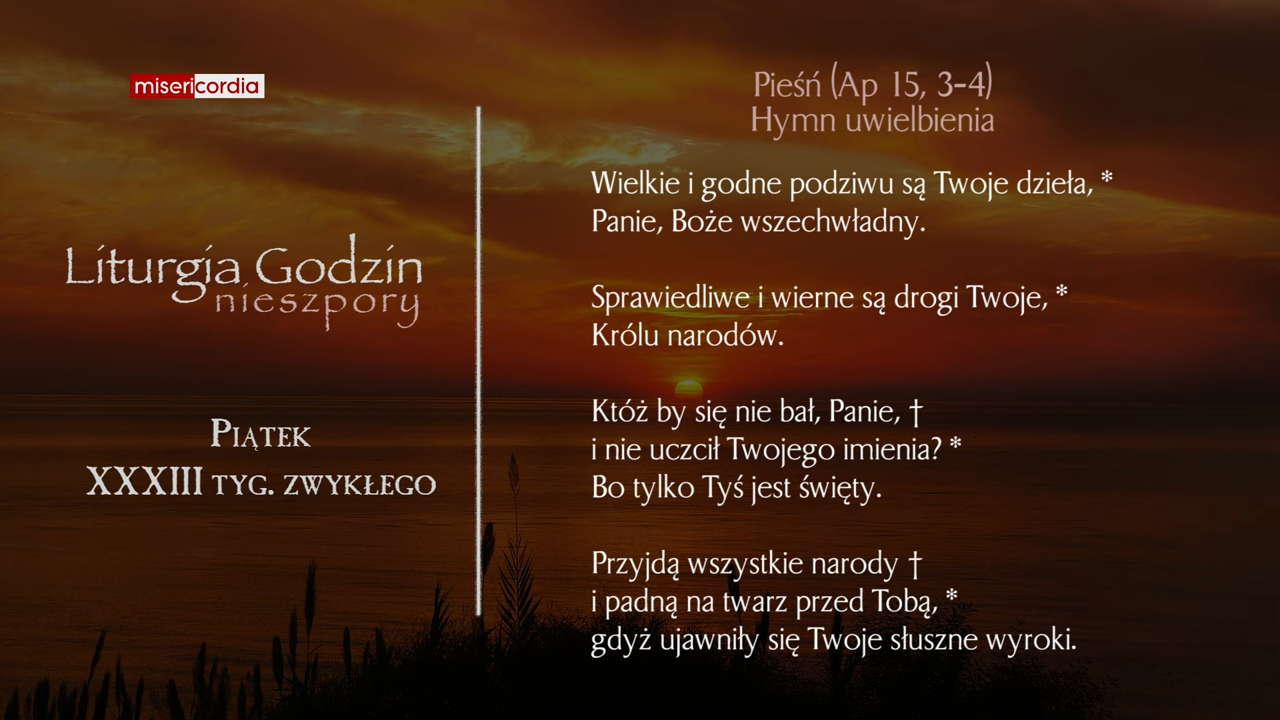 misericordia
Liturgia Godzin
nieszpory
Piątek
XXXIII tyg. zwykłego
Pieśń (Ap 15, 3-4)
Hymn uwielbienia
Wielkie i godne podziwu są Twoje dzieła, *
Panie, Boże wszechwładny.
Sprawiedliwe i wierne są drogi Twoje, *
Królu narodów.
Któż by się nie bał, Panie, †
i nie uczcił Twojego imienia? *
Bo tylko Tyś jest święty.
Przyjdą wszystkie narody †
i padną na twarz przed Tobą, *
gdyż ujawniły się Twoje słuszne wyroki.